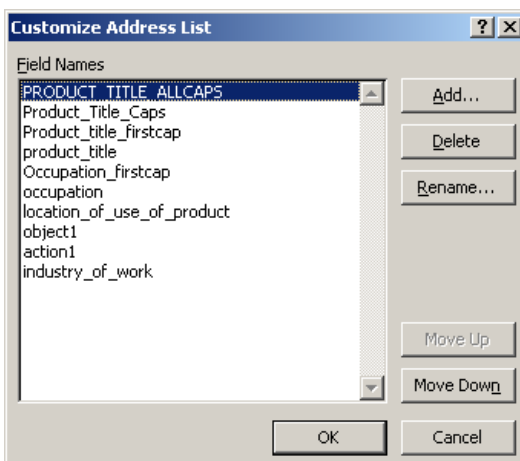 Customize Address List
Field Names
PRODUCT_TITLE_ALLCAPS
Product_Title_Caps
Product_title_firstcap
product_title
Occupation_firstcap
occupation
location_of_use_of_product
object1
action1
industry_of_work
Add...
Delete
Rename...
Move Up
Move Down
OK
Cancel